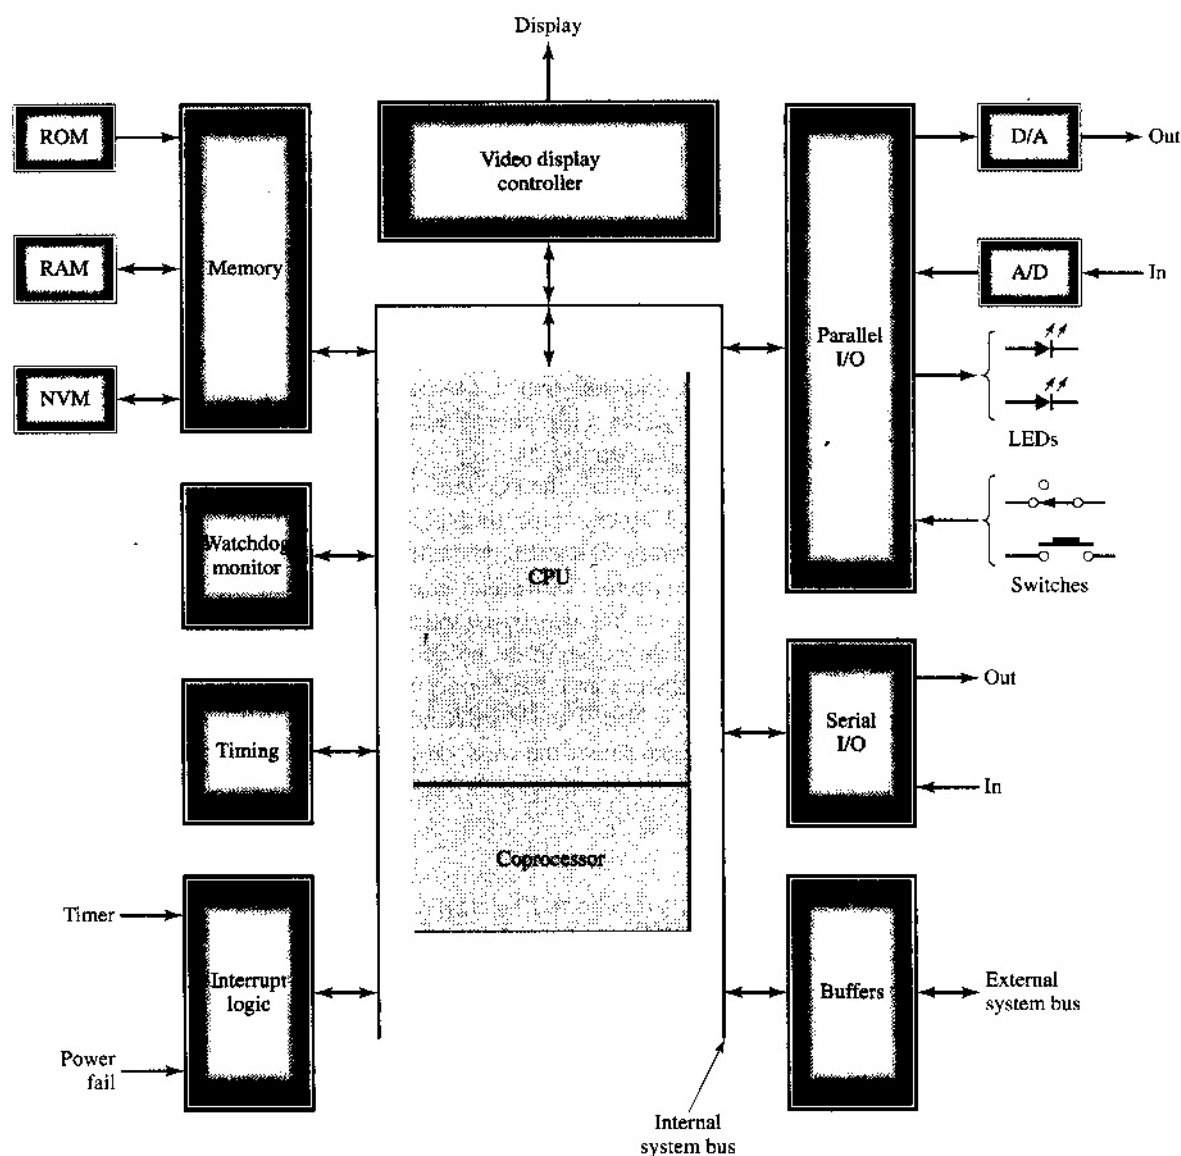 Display
ROM
Video display
controller
D/A
Out
RAM
Memory
A/D
In
Parallel
I/O
NVM
LEDs
Watchdog
monitor
CPU
Switches
Out
Serial
I/O
Timing
In
Coprocessor
Timer
Interrupt
logic
Buffers
External
system bus
Power
fail
Internal
system bus